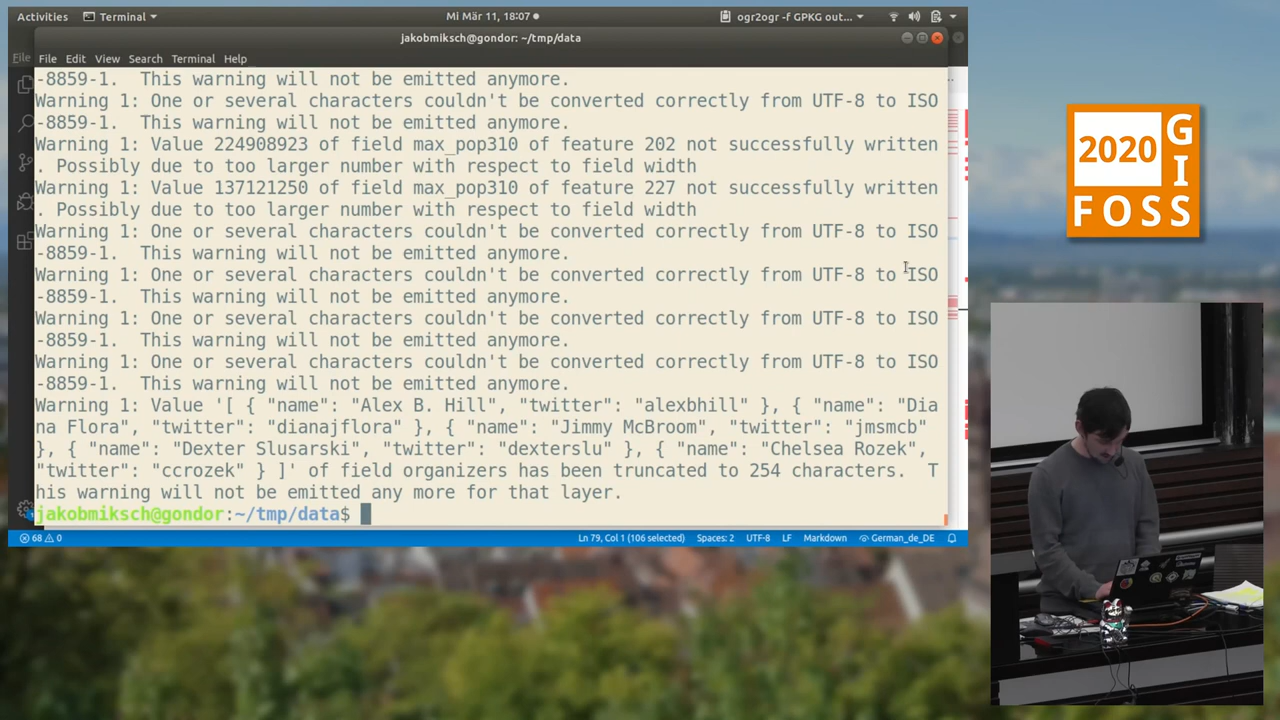 Activities
Terminal
Mi Mär 11, 18:07
ogr2ogr -f GPKG out...
jakobmiksch@gondor: ~/tmp/data
File
File Edit View Search Terminal Help
-8859-1.  This warning will not be emitted anymore.
Warning 1: One or several characters couldn't be converted correctly from UTF-8 to ISO
-8859-1.  This warning will not be emitted anymore.
Warning 1: Value 224908923 of field max_pop310 of feature 202 not successfully written
. Possibly due to too larger number with respect to field width
Warning 1: Value 137121250 of field max_pop310 of feature 227 not successfully written
. Possibly due to too larger number with respect to field width
Warning 1: One or several characters couldn't be converted correctly from UTF-8 to ISO
-8859-1.  This warning will not be emitted anymore.
Warning 1: One or several characters couldn't be converted correctly from UTF-8 to ISO
-8859-1.  This warning will not be emitted anymore.
Warning 1: One or several characters couldn't be converted correctly from UTF-8 to ISO
-8859-1.  This warning will not be emitted anymore.
Warning 1: One or several characters couldn't be converted correctly from UTF-8 to ISO
-8859-1.  This warning will not be emitted anymore.
Warning 1: Value '[ { "name": "Alex B. Hill", "twitter": "alexbhill" }, { "name": "Dia
na Flora", "twitter": "dianajflora" }, { "name": "Jimmy McBroom", "twitter": "jmsmcb"
}, { "name": "Dexter Slusarski", "twitter": "dexterslu" }, { "name": "Chelsea Rozek",
"twitter": "ccrozek" } ]' of field organizers has been truncated to 254 characters.  T
his warning will not be emitted any more for that layer.
jakobmiksch@gondor:~/tmp/data$
68 0
Ln 79, Col 1 (106 selected) Spaces: 2 UTF-8 LF Markdown German_de_DE
2020
G
I
FOSS